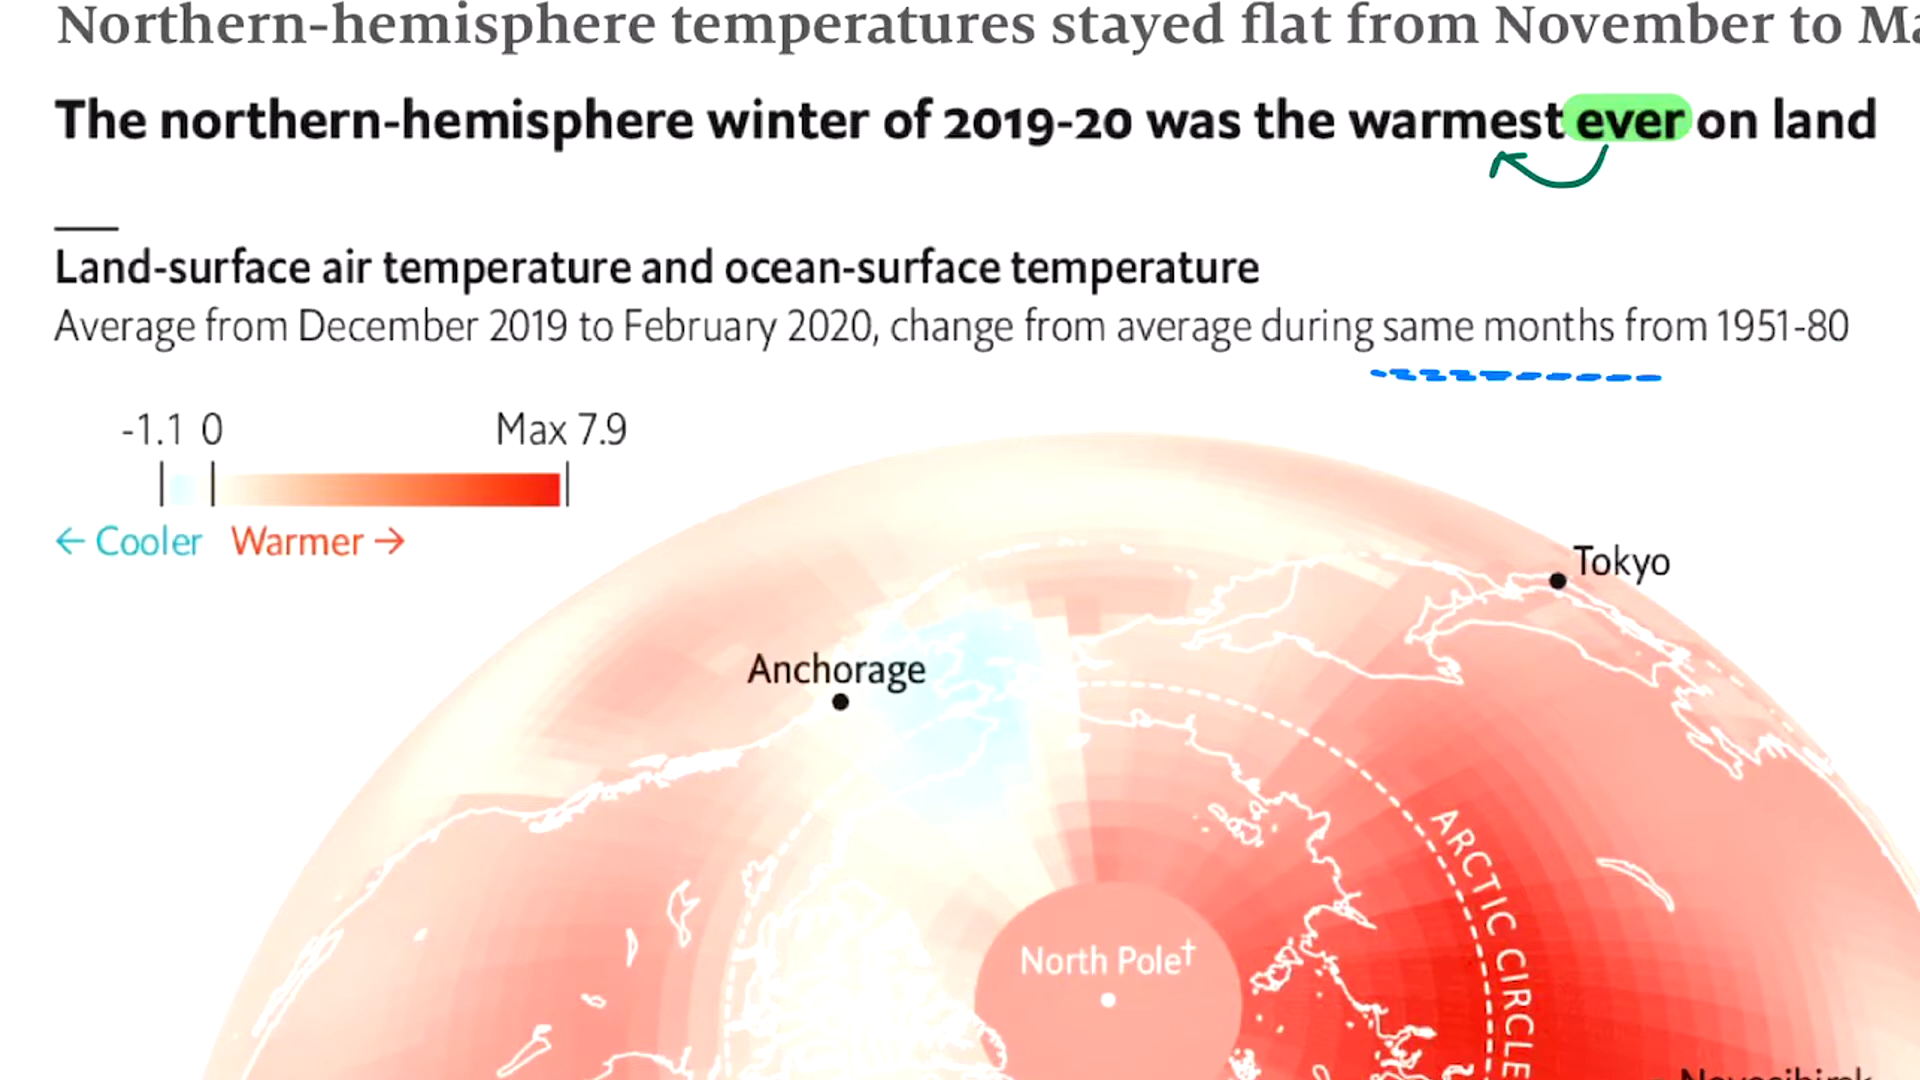 Northern-hemisphere temperatures stayed flat from November to
The northern-hemisphere winter of 2019-20 was the warmest ever on land
Land-surface air temperature and ocean-surface temperature
Average from December 2019 to February 2020, change from average during same months from 1951-80
-1.1 0 Max 7.9
← Cooler Warmer →
Tokyo
Anchorage
ARCTIC CIRCLE
North Pole†